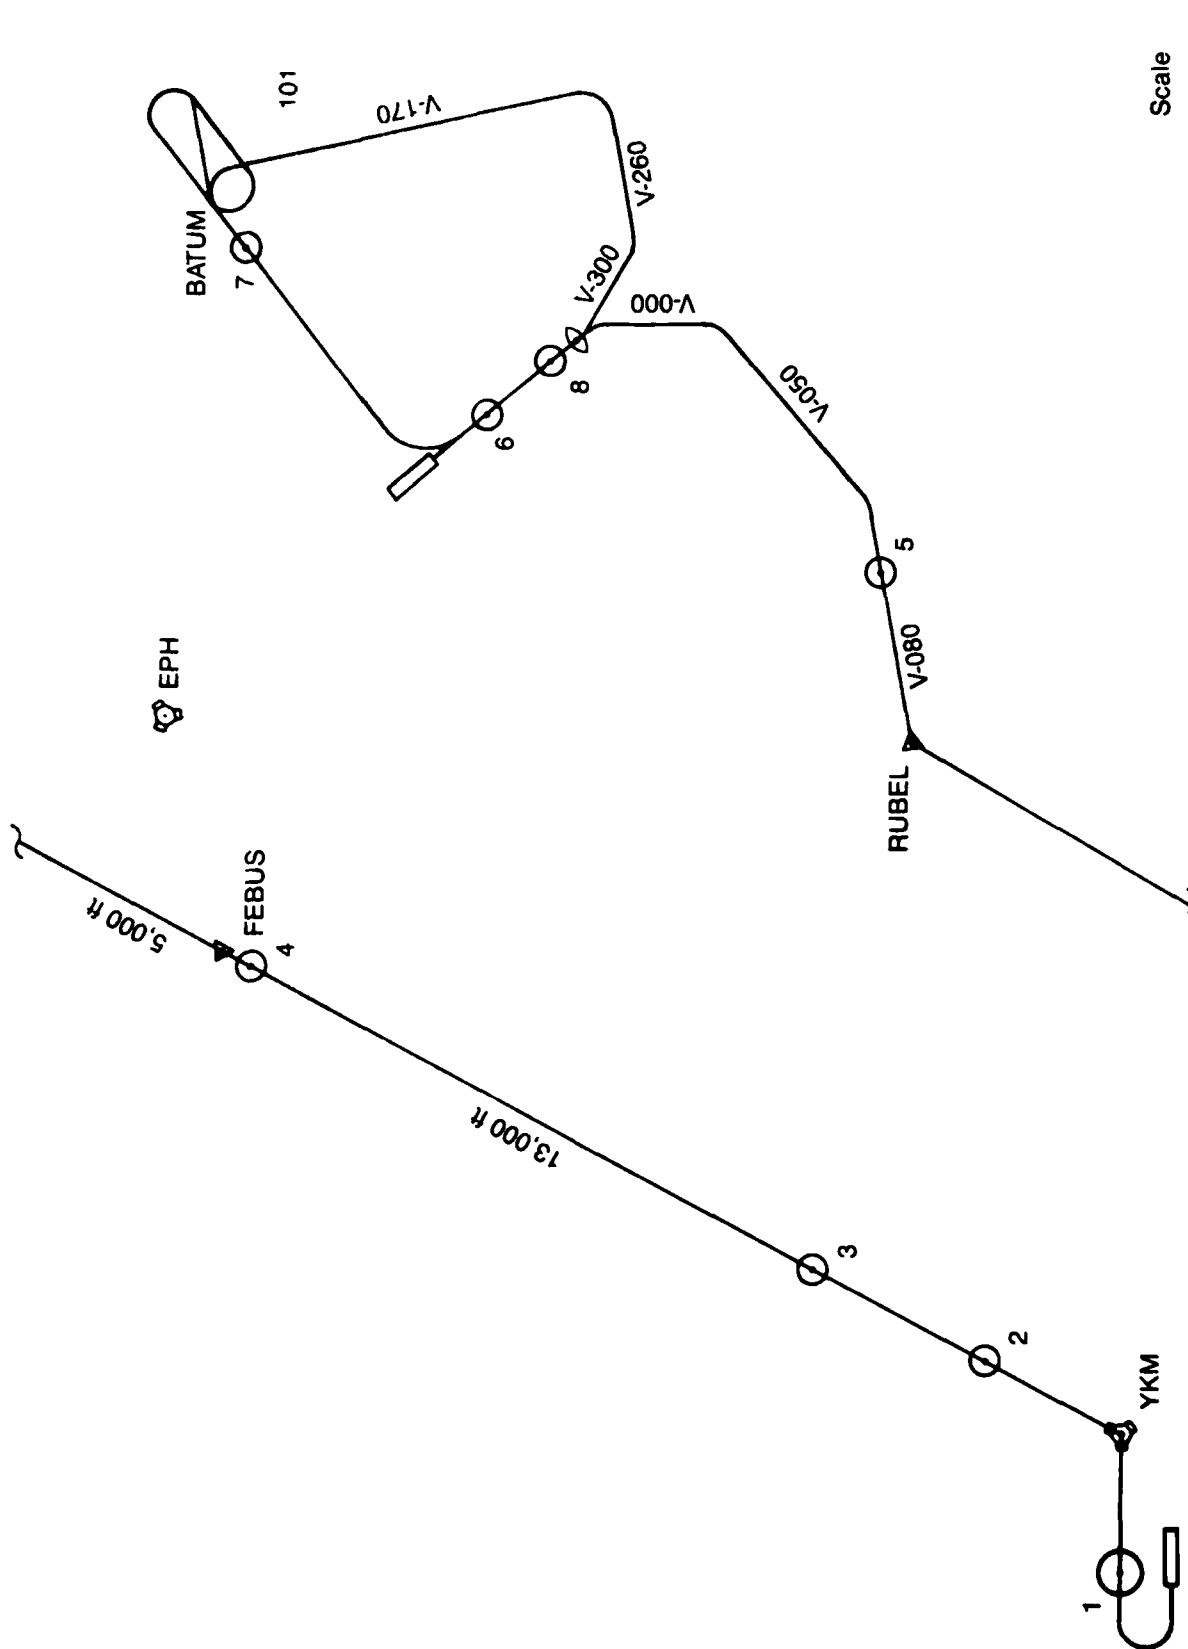 101
Scale
V-170
BATUM
7
V-260
V-300
V-000
8
6
V-050
5
EPH
V-080
RUBEL
5,000 ft
FEBUS
4
13,000 ft
3
2
YKM
1